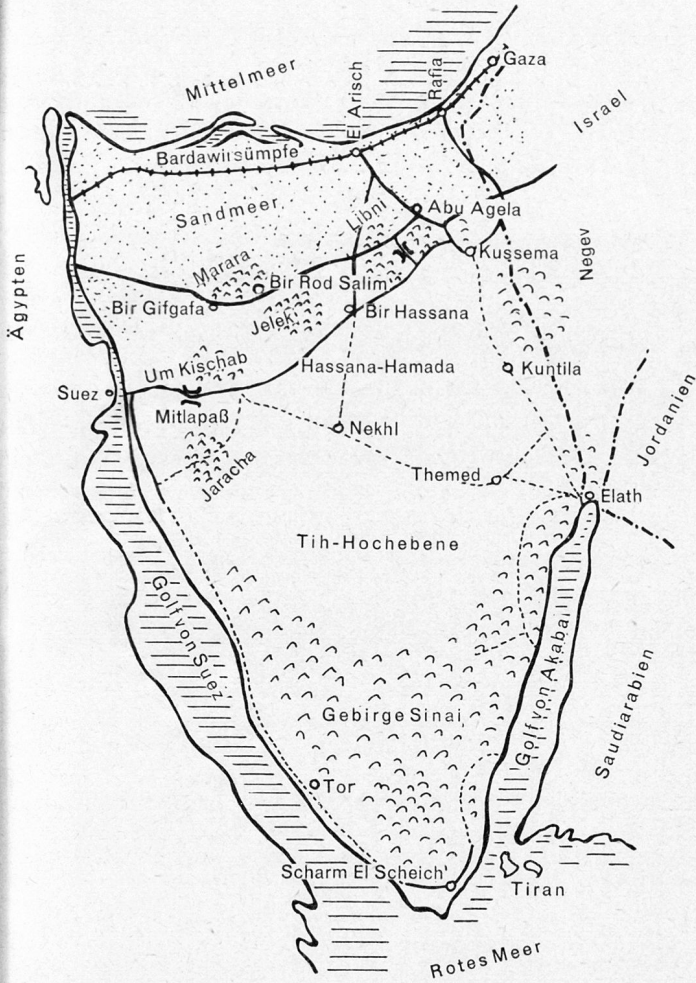 Mittelmeer
El Arisch
Rafia
Gaza
Israel
Bardawilsümpfe
Sandmeer
Libni
Abu Agela
Negev
Ägypten
Marara
Kussema
Bir Rod Salim
Bir Gifgafa
Jelek
Bir Hassana
Um Kischab
Hassana-Hamada
Kuntila
Suez
Mitlapaß
Nekhl
Jordanien
Jaracha
Themed
Elath
Tih-Hochebene
Golf von Suez
Golf von Akaba
Saudiarabien
Gebirge Sinai
Tor
Scharm El Scheich
Tiran
Rotes Meer